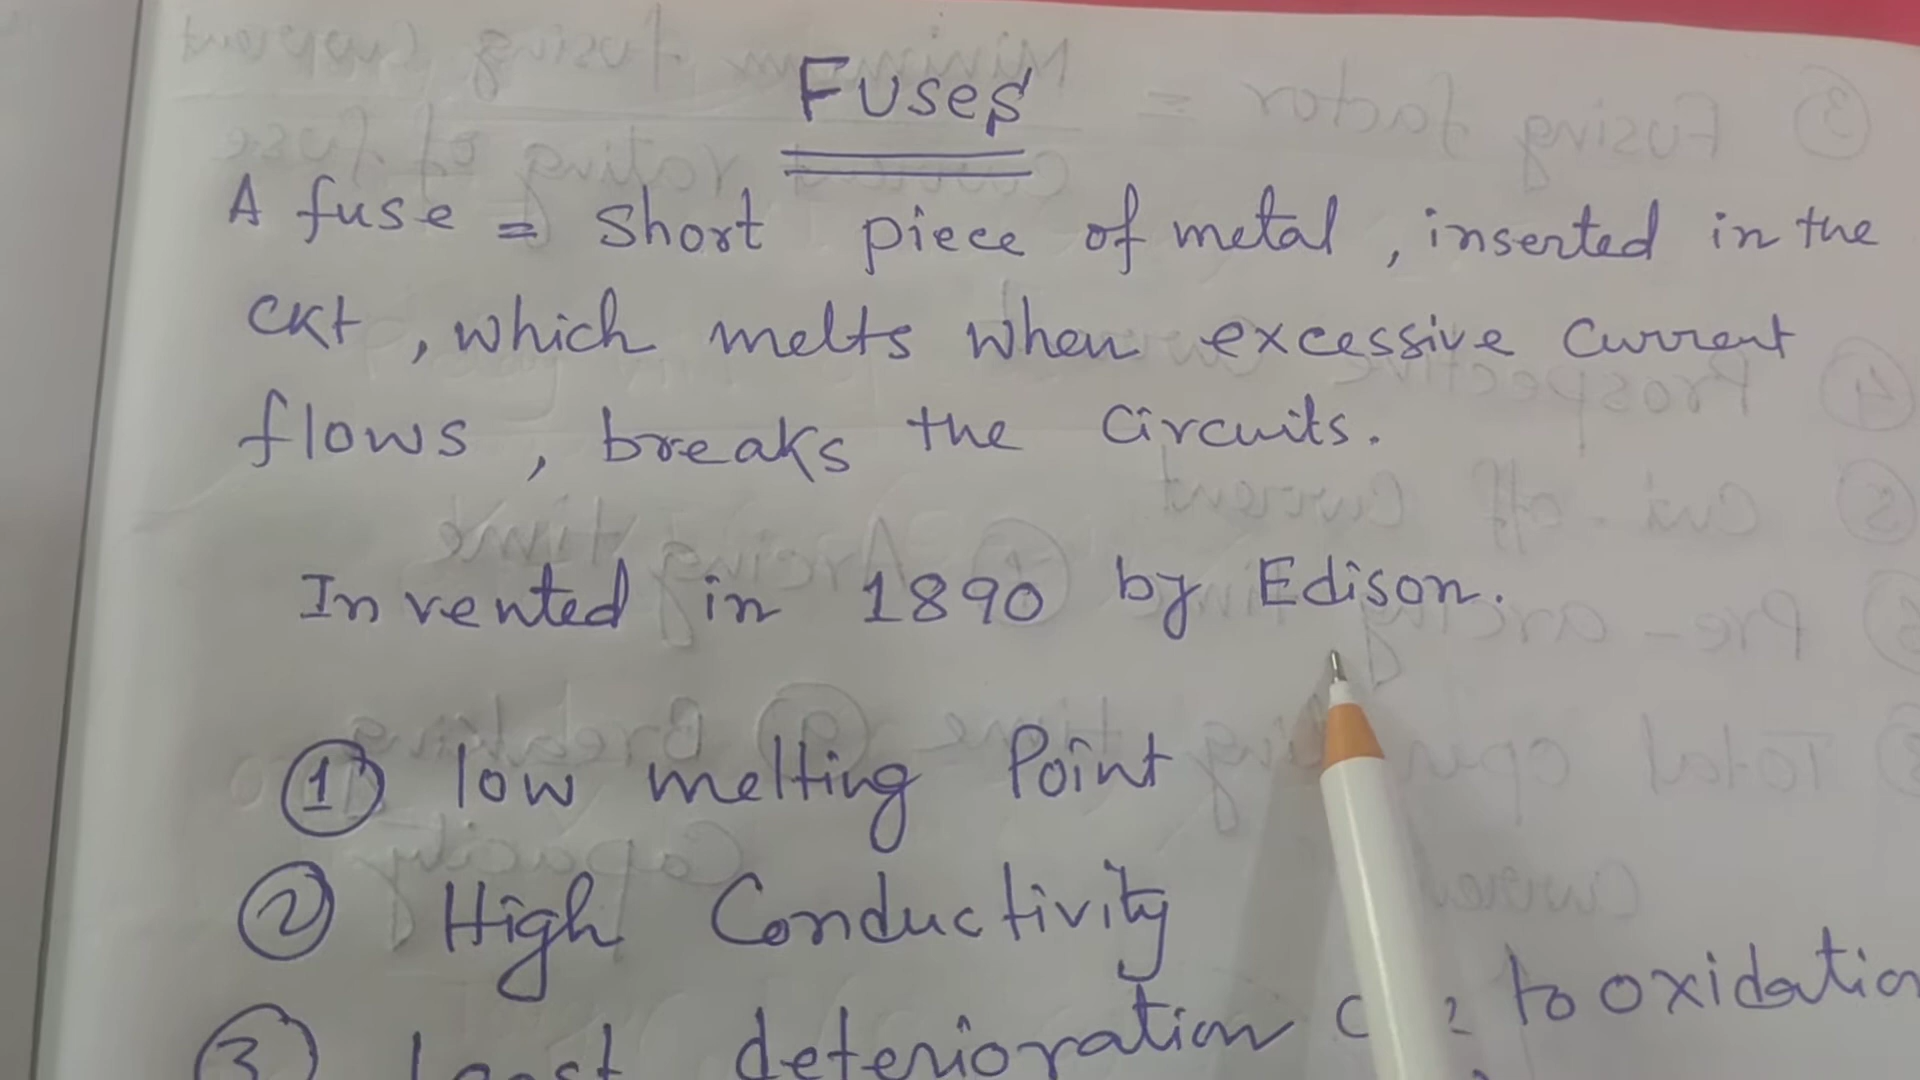 Fuses
A fuse = Short piece of metal, inserted in the
CKt, which melts when excessive Current
flows, breaks the Circuits.
Invented in 1890 by Edison.
① low melting Point
② High Conductivity
③ Least deterioration to oxidation